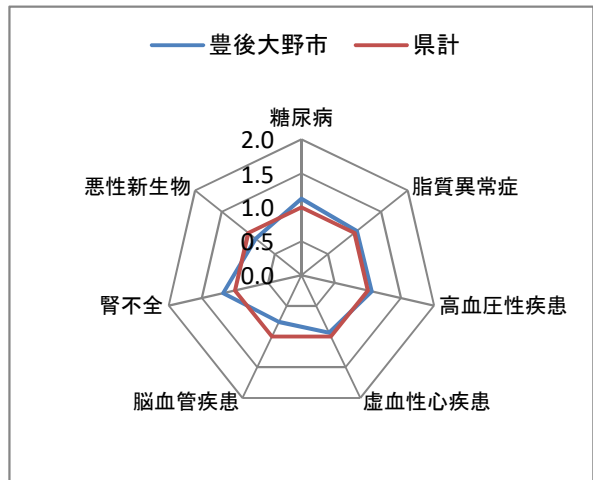 豊後大野市 県計
糖尿病
2.0
脂質異常症
1.5
悪性新生物
1.0
0.5
0.0
腎不全
高血圧性疾患
脳血管疾患
虚血性心疾患